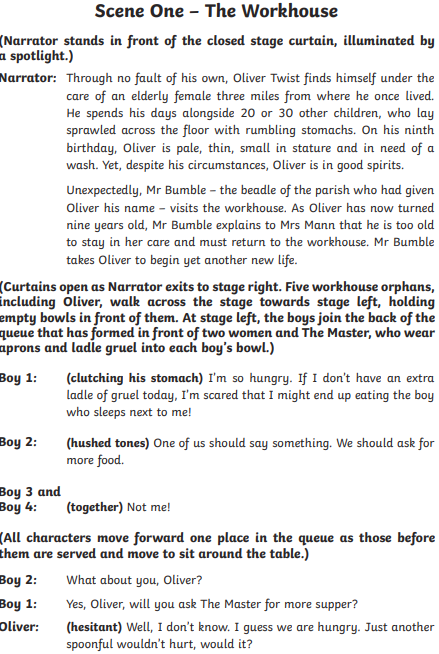 Scene One – The Workhouse
(Narrator stands in front of the closed stage curtain, illuminated by
a spotlight.)
Narrator: Through no fault of his own, Oliver Twist finds himself under the
care of an elderly female three miles from where he once lived.
He spends his days alongside 20 or 30 other children, who lay
sprawled across the floor with rumbling stomachs. On his ninth
birthday, Oliver is pale, thin, small in stature and in need of a
wash. Yet, despite his circumstances, Oliver is in good spirits.
Unexpectedly, Mr Bumble – the beadle of the parish who had given
Oliver his name – visits the workhouse. As Oliver has now turned
nine years old, Mr Bumble explains to Mrs Mann that he is too old
to stay in her care and must return to the workhouse. Mr Bumble
takes Oliver to begin yet another new life.
(Curtains open as Narrator exits to stage right. Five workhouse orphans,
including Oliver, walk across the stage towards stage left, holding
empty bowls in front of them. At stage left, the boys join the back of the
queue that has formed in front of two women and The Master, who wear
aprons and ladle gruel into each boy's bowl.)
Boy 1: (clutching his stomach) I'm so hungry. If I don't have an extra
ladle of gruel today, I'm scared that I might end up eating the boy
who sleeps next to me!
Boy 2: (hushed tones) One of us should say something. We should ask for
more food.
Boy 3 and
Boy 4: (together) Not me!
(All characters move forward one place in the queue as those before
them are served and move to sit around the table.)
Boy 2: What about you, Oliver?
Boy 1: Yes, Oliver, will you ask The Master for more supper?
Oliver: (hesitant) Well, I don't know. I guess we are hungry. Just another
spoonful wouldn't hurt, would it?